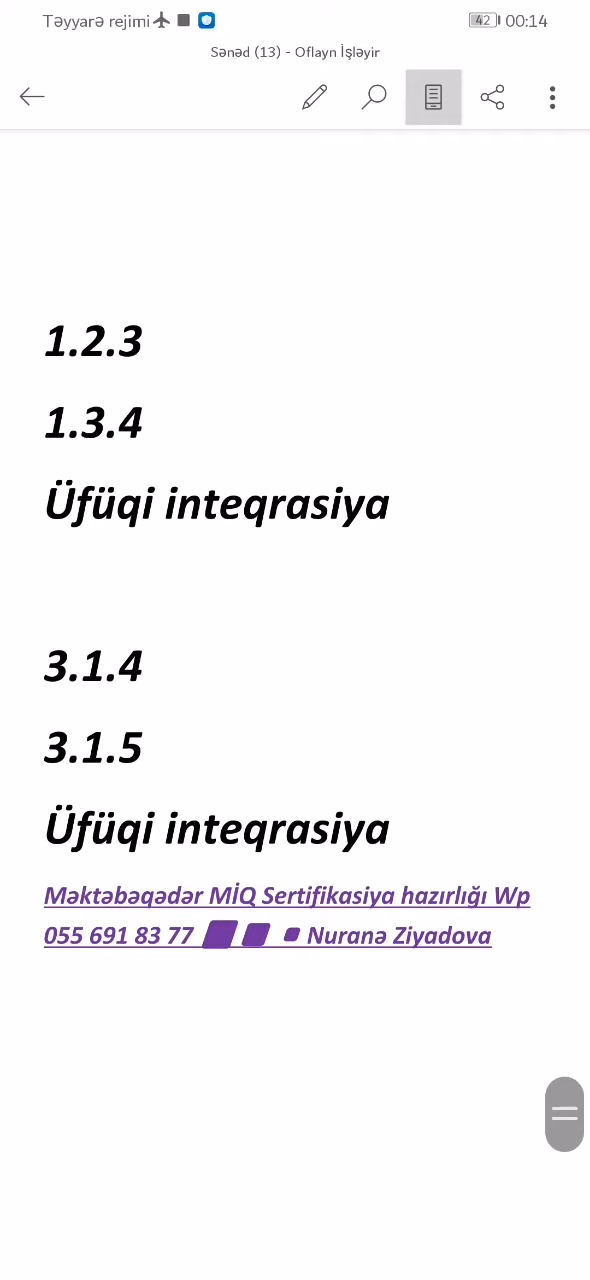 Təyyarə rejimi 42 00:14
Sənəd (13) - Oflayn İşləyir
1.2.3
1.3.4
Üfüqi inteqrasiya
3.1.4
3.1.5
Üfüqi inteqrasiya
Məktəbəqədər MİQ Sertifikasiya hazırlığı Wp
055 691 83 77 Nuranə Ziyadova